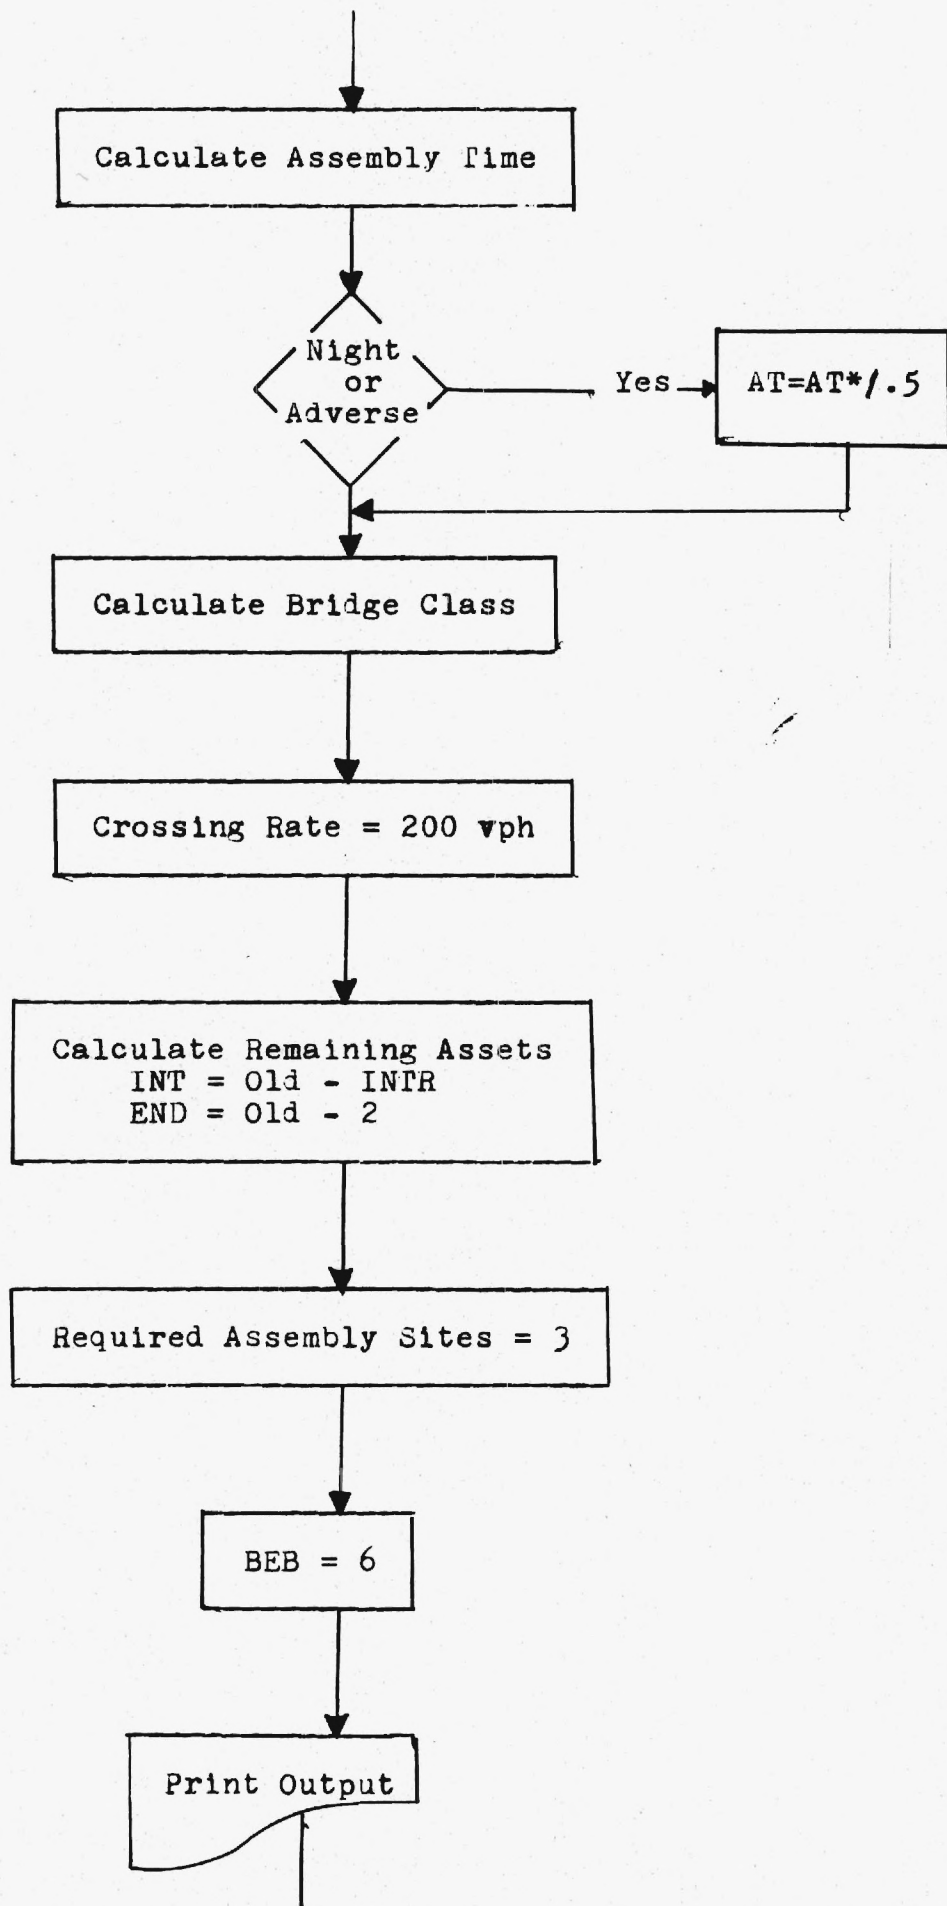 Calculate Assembly Time
Night
or
Adverse
Yes
AT=AT*1.5
Calculate Bridge Class
Crossing Rate = 200 vph
Calculate Remaining Assets
INT = Old - INTR
END = Old - 2
Required Assembly Sites = 3
BEB = 6
Print Output